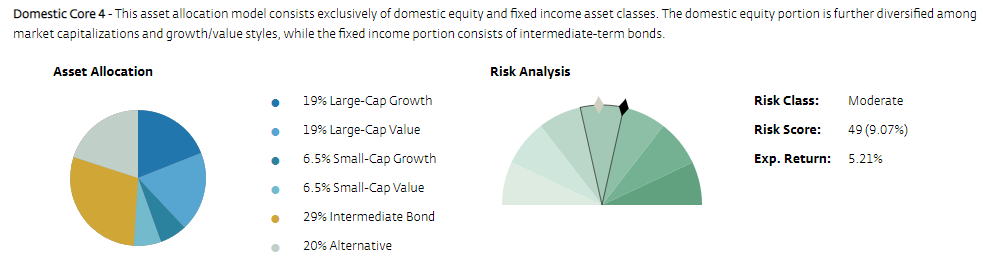 Domestic Core 4 - This asset allocation model consists exclusively of domestic equity and fixed income asset classes. The domestic equity portion is further diversified among
market capitalizations and growth/value styles, while the fixed income portion consists of intermediate-term bonds.
Asset Allocation
19% Large-Cap Growth
19% Large-Cap Value
6.5% Small-Cap Growth
6.5% Small-Cap Value
29% Intermediate Bond
20% Alternative
Risk Analysis
Risk Class: Moderate
Risk Score: 49 (9.07%)
Exp. Return: 5.21%